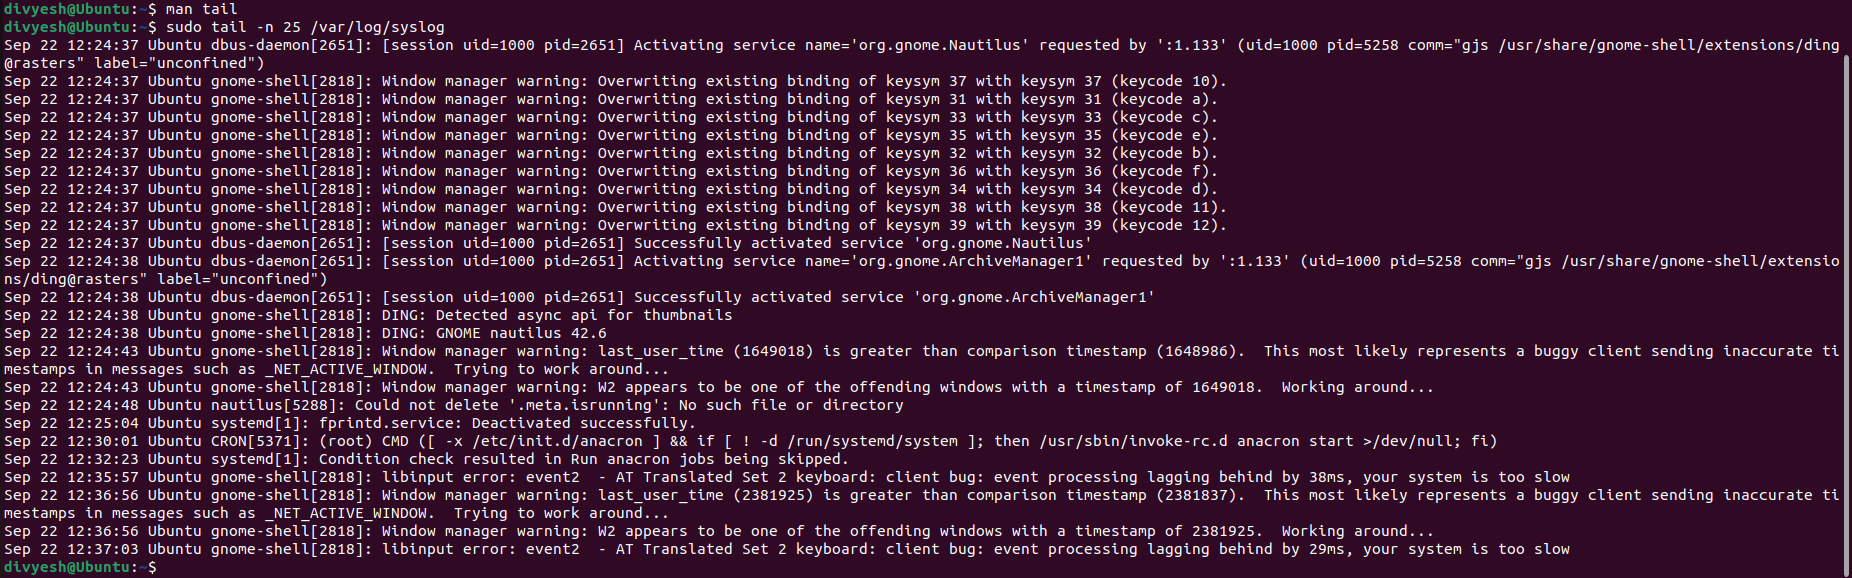 divyesh@Ubuntu:~$ man tail
divyesh@Ubuntu:~$ sudo tail -n 25 /var/log/syslog
Sep 22 12:24:37 Ubuntu dbus-daemon[2651]: [session uid=1000 pid=2651] Activating service name='org.gnome.Nautilus' requested by ':1.133' (uid=1000 pid=5258 comm="gjs /usr/share/gnome-shell/extensions/ding
@rasters" label="unconfined")
Sep 22 12:24:37 Ubuntu gnome-shell[2818]: Window manager warning: Overwriting existing binding of keysym 37 with keysym 37 (keycode 10).
Sep 22 12:24:37 Ubuntu gnome-shell[2818]: Window manager warning: Overwriting existing binding of keysym 31 with keysym 31 (keycode a).
Sep 22 12:24:37 Ubuntu gnome-shell[2818]: Window manager warning: Overwriting existing binding of keysym 33 with keysym 33 (keycode c).
Sep 22 12:24:37 Ubuntu gnome-shell[2818]: Window manager warning: Overwriting existing binding of keysym 35 with keysym 35 (keycode e).
Sep 22 12:24:37 Ubuntu gnome-shell[2818]: Window manager warning: Overwriting existing binding of keysym 32 with keysym 32 (keycode b).
Sep 22 12:24:37 Ubuntu gnome-shell[2818]: Window manager warning: Overwriting existing binding of keysym 36 with keysym 36 (keycode f).
Sep 22 12:24:37 Ubuntu gnome-shell[2818]: Window manager warning: Overwriting existing binding of keysym 34 with keysym 34 (keycode d).
Sep 22 12:24:37 Ubuntu gnome-shell[2818]: Window manager warning: Overwriting existing binding of keysym 38 with keysym 38 (keycode 11).
Sep 22 12:24:37 Ubuntu gnome-shell[2818]: Window manager warning: Overwriting existing binding of keysym 39 with keysym 39 (keycode 12).
Sep 22 12:24:37 Ubuntu dbus-daemon[2651]: [session uid=1000 pid=2651] Successfully activated service 'org.gnome.Nautilus'
Sep 22 12:24:38 Ubuntu dbus-daemon[2651]: [session uid=1000 pid=2651] Activating service name='org.gnome.ArchiveManager1' requested by ':1.133' (uid=1000 pid=5258 comm="gjs /usr/share/gnome-shell/extensio
ns/ding@rasters" label="unconfined")
Sep 22 12:24:38 Ubuntu dbus-daemon[2651]: [session uid=1000 pid=2651] Successfully activated service 'org.gnome.ArchiveManager1'
Sep 22 12:24:38 Ubuntu gnome-shell[2818]: DING: Detected async api for thumbnails
Sep 22 12:24:38 Ubuntu gnome-shell[2818]: DING: GNOME nautilus 42.6
Sep 22 12:24:43 Ubuntu gnome-shell[2818]: Window manager warning: last_user_time (1649018) is greater than comparison timestamp (1648986).  This most likely represents a buggy client sending inaccurate ti
mestamps in messages such as _NET_ACTIVE_WINDOW.  Trying to work around...
Sep 22 12:24:43 Ubuntu gnome-shell[2818]: Window manager warning: W2 appears to be one of the offending windows with a timestamp of 1649018.  Working around...
Sep 22 12:24:48 Ubuntu nautilus[5288]: Could not delete '.meta.isrunning': No such file or directory
Sep 22 12:25:04 Ubuntu systemd[1]: fprintd.service: Deactivated successfully.
Sep 22 12:30:01 Ubuntu CRON[5371]: (root) CMD ([ -x /etc/init.d/anacron ] && if [ ! -d /run/systemd/system ]; then /usr/sbin/invoke-rc.d anacron start >/dev/null; fi)
Sep 22 12:32:23 Ubuntu systemd[1]: Condition check resulted in Run anacron jobs being skipped.
Sep 22 12:35:57 Ubuntu gnome-shell[2818]: libinput error: event2  - AT Translated Set 2 keyboard: client bug: event processing lagging behind by 38ms, your system is too slow
Sep 22 12:36:56 Ubuntu gnome-shell[2818]: Window manager warning: last_user_time (2381925) is greater than comparison timestamp (2381837).  This most likely represents a buggy client sending inaccurate ti
mestamps in messages such as _NET_ACTIVE_WINDOW.  Trying to work around...
Sep 22 12:36:56 Ubuntu gnome-shell[2818]: Window manager warning: W2 appears to be one of the offending windows with a timestamp of 2381925.  Working around...
Sep 22 12:37:03 Ubuntu gnome-shell[2818]: libinput error: event2  - AT Translated Set 2 keyboard: client bug: event processing lagging behind by 29ms, your system is too slow
divyesh@Ubuntu:~$